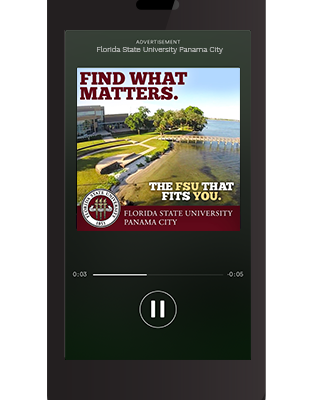 ADVERTISEMENT
Florida State University Panama City
FIND WHAT
MATTERS.
THE FSU THAT
FITS YOU.
FLORIDA STATE UNIVERSITY
PANAMA CITY
0:03
-0:05